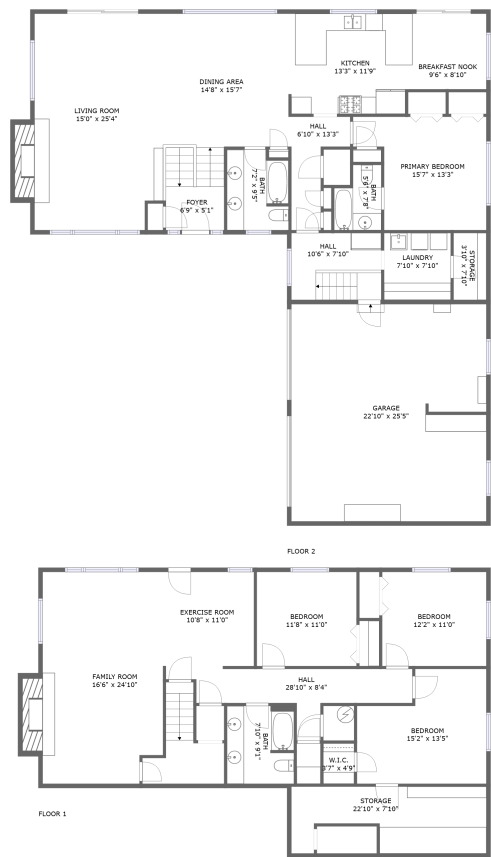 KITCHEN
13'3" x 11'9"
BREAKFAST NOOK
9'6" x 8'10"
DINING AREA
14'8" x 15'7"
LIVING ROOM
15'0" x 25'4"
HALL
6'10" x 13'3"
PRIMARY BEDROOM
15'7" x 13'3"
BATH
7'2" x 9'5"
BATH
5'6" x 7'8"
FOYER
6'9" x 5'1"
HALL
10'6" x 7'10"
LAUNDRY
7'10" x 7'10"
STORAGE
3'10" x 7'10"
GARAGE
22'10" x 25'5"
FLOOR 2
EXERCISE ROOM
10'8" x 11'0"
BEDROOM
11'8" x 11'0"
BEDROOM
12'2" x 11'0"
FAMILY ROOM
16'6" x 24'10"
HALL
28'10" x 8'4"
BATH
7'10" x 9'1"
BEDROOM
15'2" x 13'5"
W.I.C.
3'7" x 4'9"
STORAGE
22'10" x 7'10"
FLOOR 1